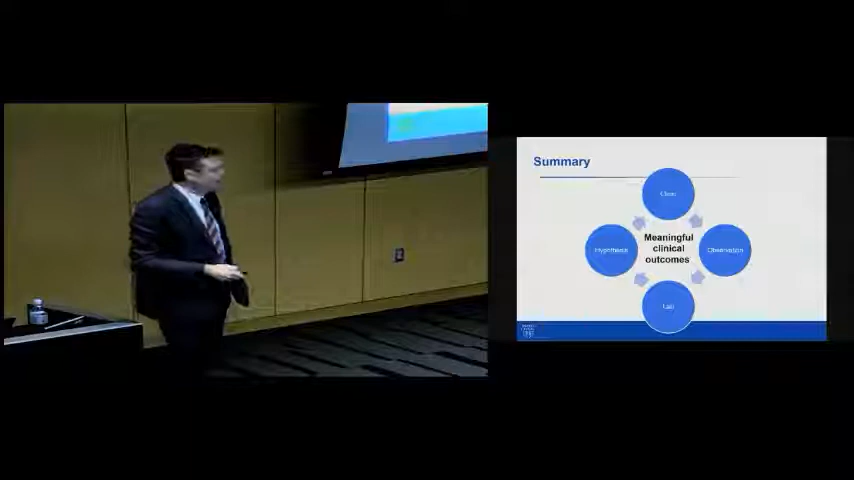 Summary
Clinic
Hypothesis
Meaningful
clinical
outcomes
Observation
Lab